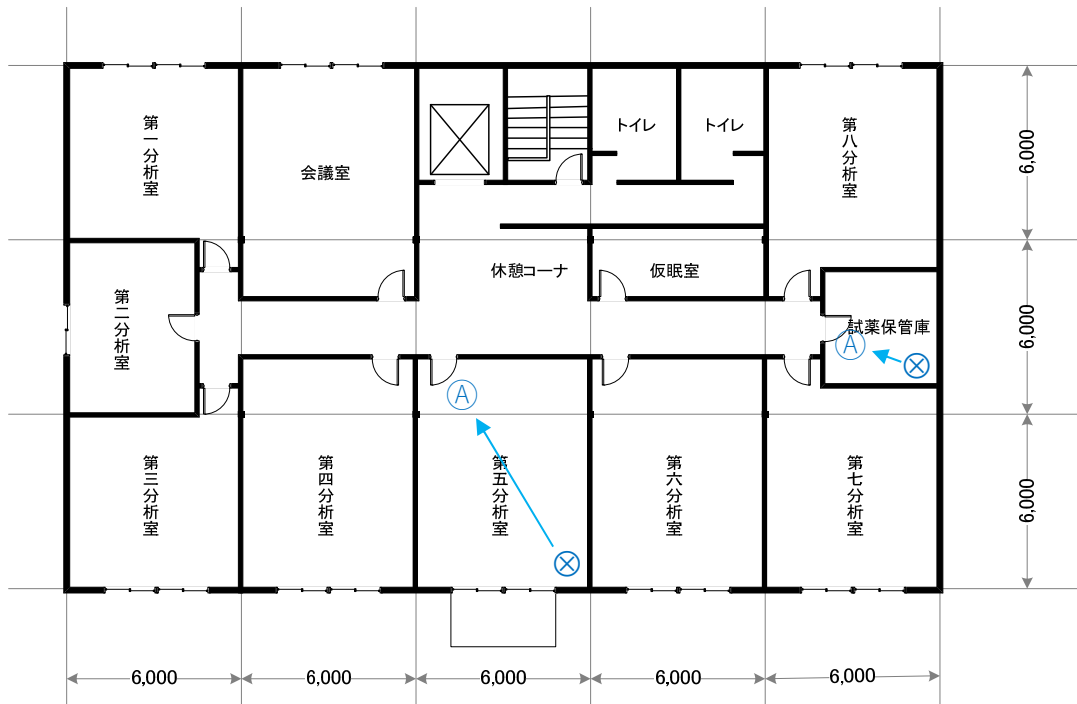 第一分析室
会議室
トイレ
トイレ
第八分析室
6,000
第二分析室
休憩コーナ
仮眠室
試薬保管庫
A
6,000
A
第三分析室
第四分析室
第五分析室
第六分析室
第七分析室
6,000
6,000
6,000
6,000
6,000
6,000